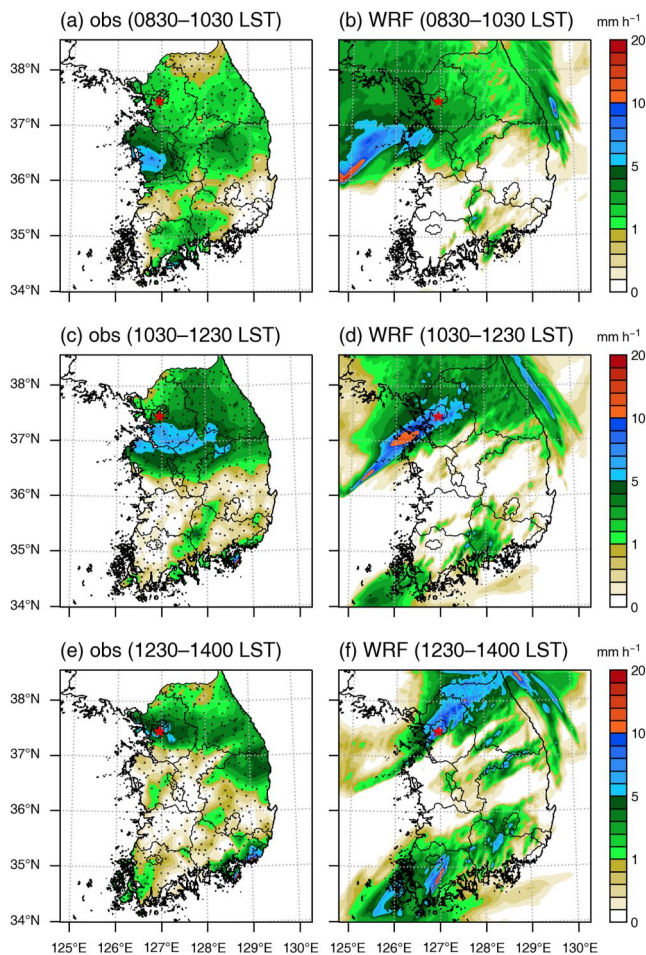 (a) obs (0830–1030 LST)
(b) WRF (0830–1030 LST)
mm h⁻¹
38°N
37°N
36°N
35°N
34°N
20
10
5
1
0
(c) obs (1030–1230 LST)
(d) WRF (1030–1230 LST)
mm h⁻¹
38°N
37°N
36°N
35°N
34°N
20
10
5
1
0
(e) obs (1230–1400 LST)
(f) WRF (1230–1400 LST)
mm h⁻¹
38°N
37°N
36°N
35°N
34°N
20
10
5
1
0
125°E 126°E 127°E 128°E 129°E 130°E
125°E 126°E 127°E 128°E 129°E 130°E